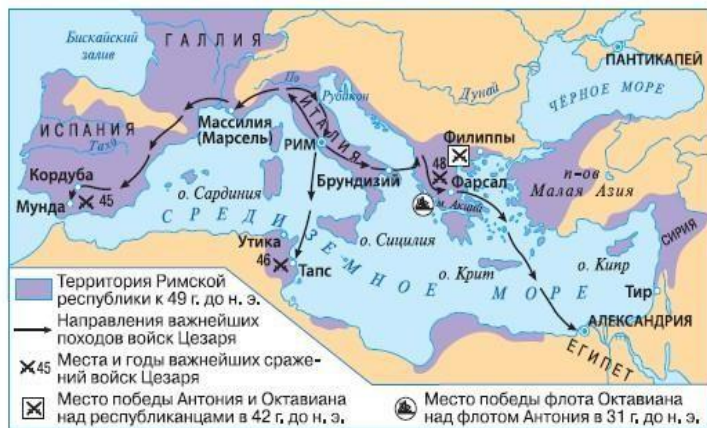 Бискайский
залив
ГАЛЛИЯ
ПАНТИКАПЕЙ
ЧЁРНОЕ МОРЕ
Дунай
По
Рубикон
ИТАЛИЯ
ИСПАНИЯ
Тахо
Массилия
(Марсель)
РИМ
Кордуба
Мунда
45
о. Сардиния
Брундизий
Филиппы
48
Фарсал
м. Акций
п-ов
Малая Азия
СИРИЯ
СРЕДИЗЕМНОЕ МОРЕ
Утика
46
Тапс
о. Сицилия
о. Крит
о. Кипр
Тир
АЛЕКСАНДРИЯ
ЕГИПЕТ
Территория Римской
республики к 49 г. до н. э.
Направления важнейших
походов войск Цезаря
45 Места и годы важнейших сраже-
ний войск Цезаря
Место победы Антония и Октавиана
над республиканцами в 42 г. до н. э.
Место победы флота Октавиана
над флотом Антония в 31 г. до н. э.